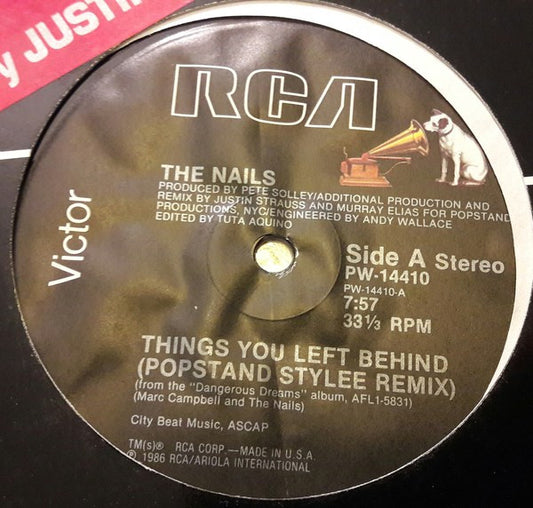 y JUSTIN
RCA
THE NAILS
PRODUCED BY PETE SOLLEY/ADDITIONAL PRODUCTION AND
REMIX BY JUSTIN STRAUSS AND MURRAY ELIAS FOR POPSTAND
PRODUCTIONS, NYC/ENGINEERED BY ANDY WALLACE
EDITED BY TUTA AQUINO
Victor
Side A Stereo
PW-14410
PW-14410-A
7:57
33⅓ RPM
THINGS YOU LEFT BEHIND
(POPSTAND STYLEE REMIX)
(from the "Dangerous Dreams" album, AFL1-5831)
(Marc Campbell and The Nails)
City Beat Music, ASCAP
TM(s)® RCA CORP.—MADE IN U.S.A.
℗ 1986 RCA/ARIOLA INTERNATIONAL